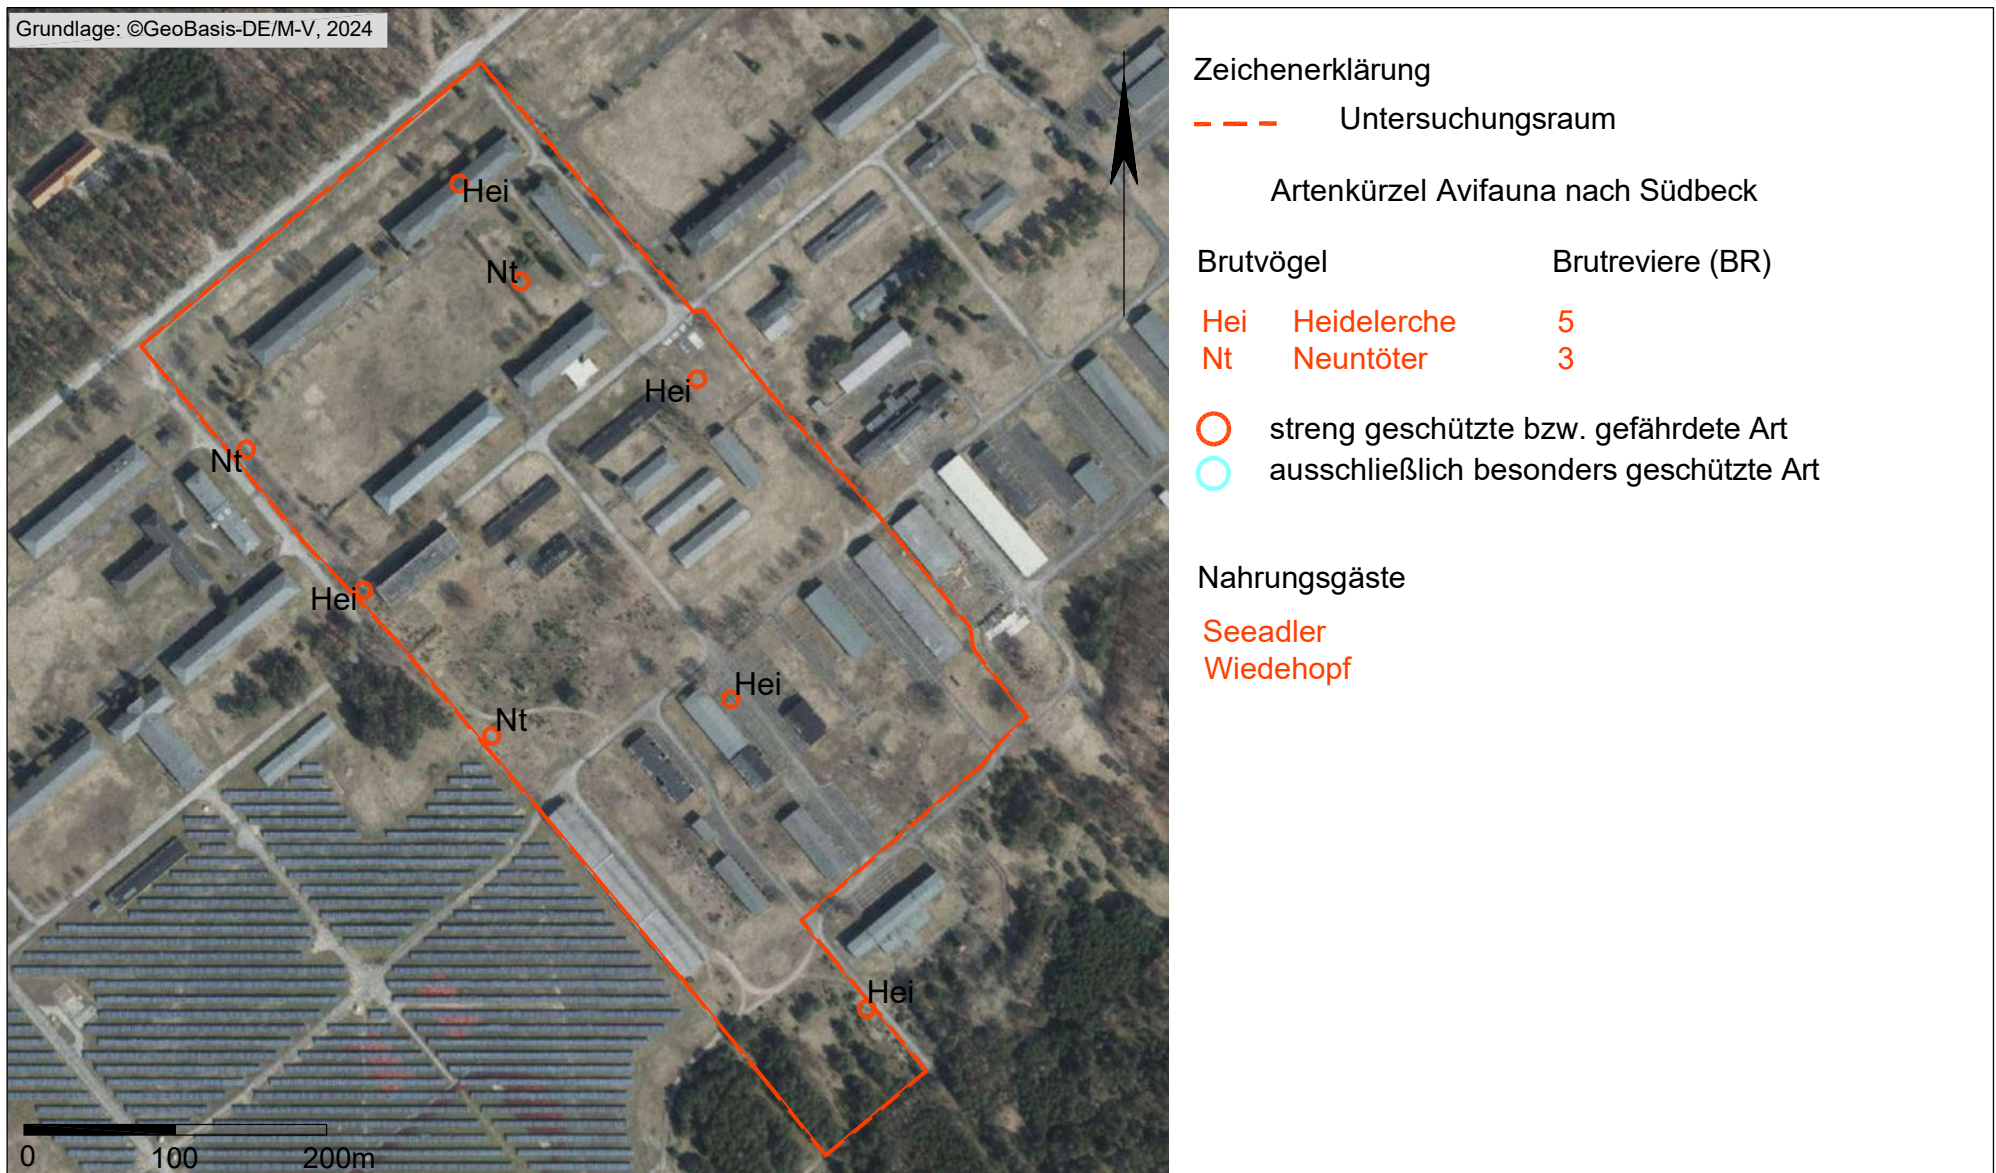 Grundlage: ©GeoBasis-DE/M-V, 2024
Hei
Nt
Hei
Nt
Hei
Hei
Nt
Hei
0 100 200m
Zeichenerklärung
Untersuchungsraum
Artenkürzel Avifauna nach Südbeck
Brutvögel Brutreviere (BR)
Hei Heidelerche 5
Nt Neuntöter 3
streng geschützte bzw. gefährdete Art
ausschließlich besonders geschützte Art
Nahrungsgäste
Seeadler
Wiedehopf